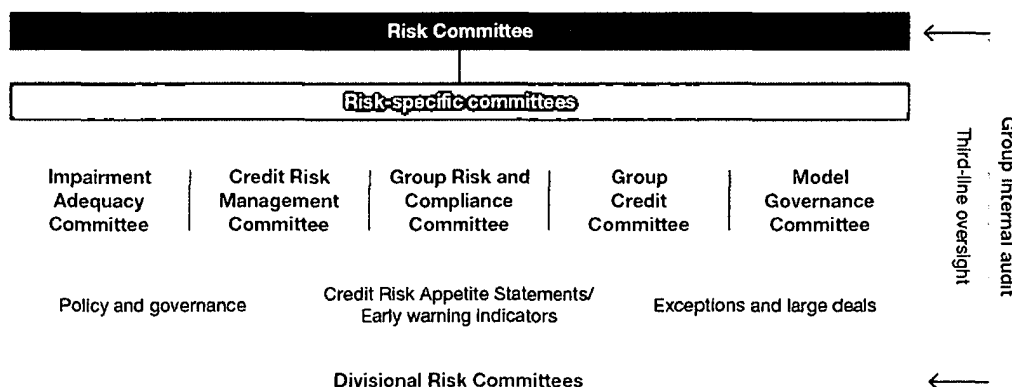 Risk Committee
Risk-specific committees
Impairment
Adequacy
Committee
Credit Risk
Management
Committee
Group Risk and
Compliance
Committee
Group
Credit
Committee
Model
Governance
Committee
Policy and governance
Credit Risk Appetite Statements/
Early warning indicators
Exceptions and large deals
Divisional Risk Committees
Third-line oversight
Group internal audit